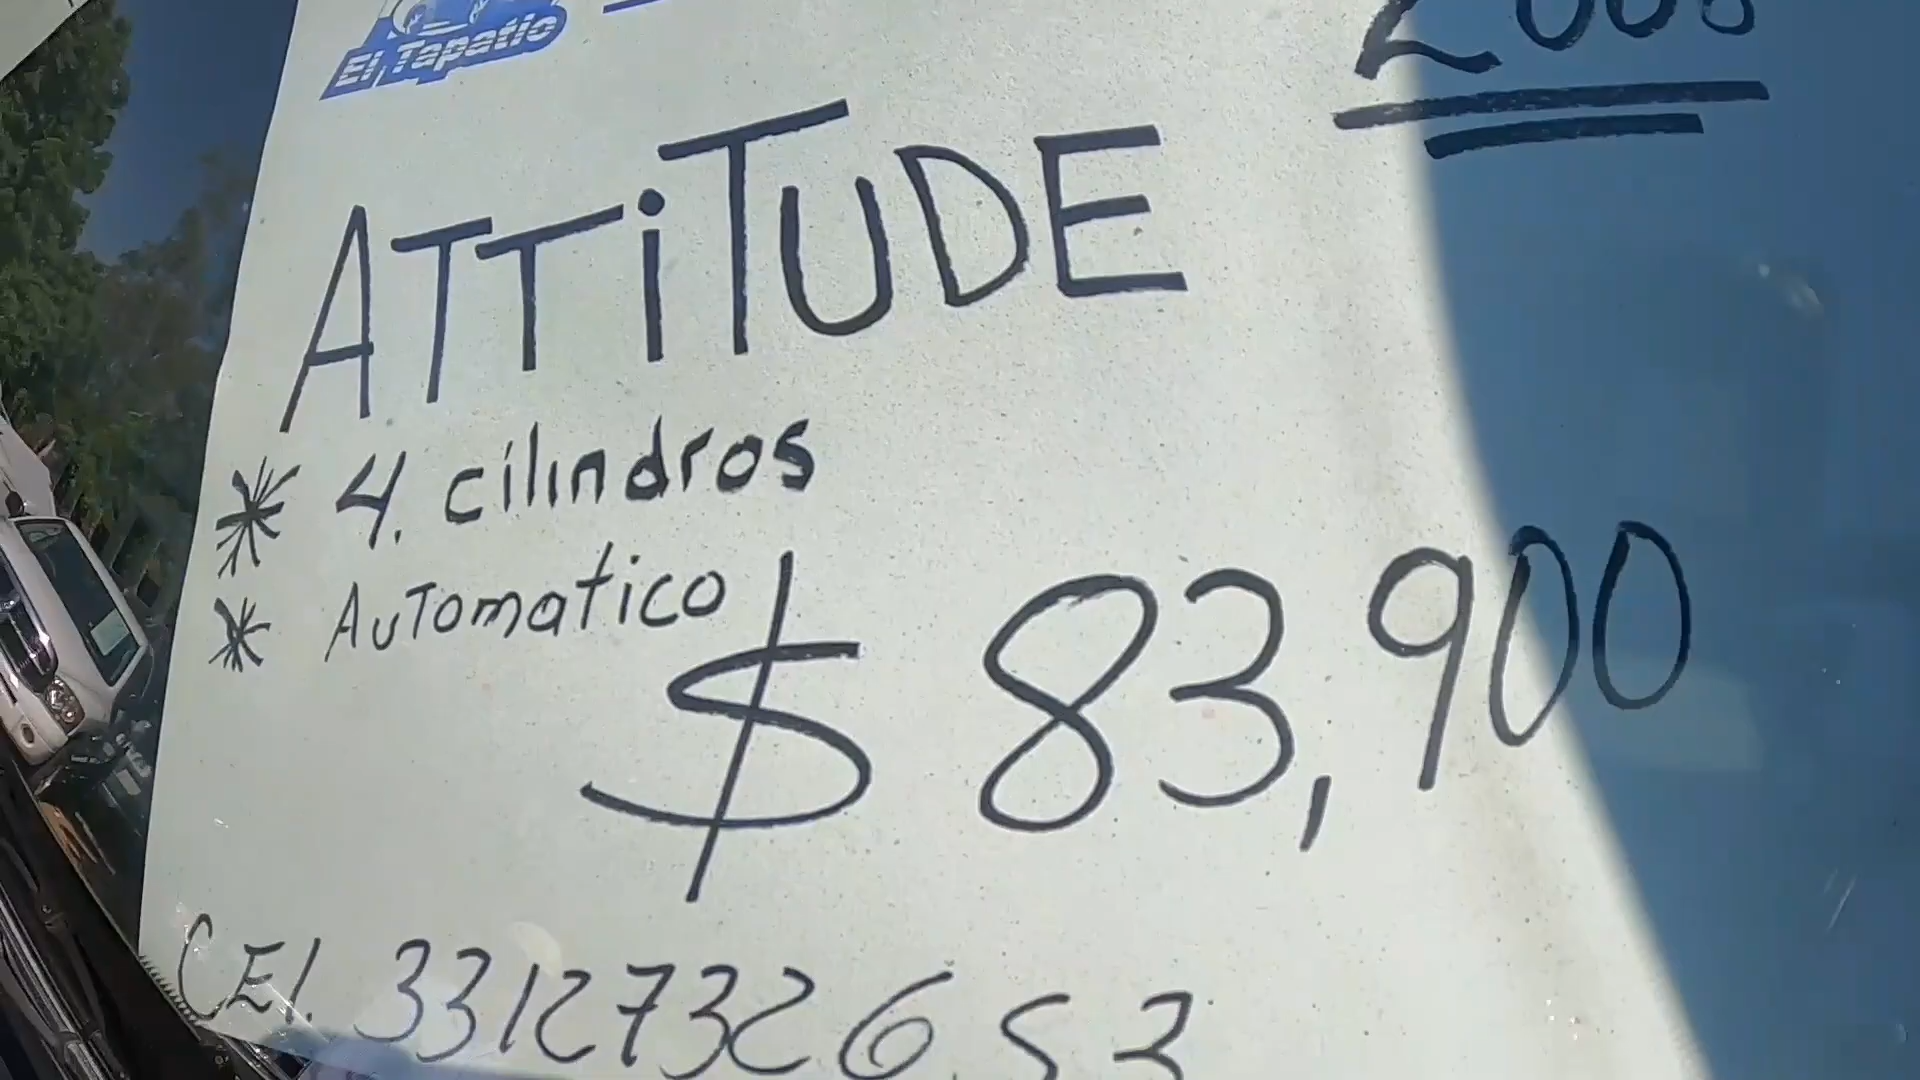 El Tapatio
2008
ATTiTUDE
* 4. cilindros
* AuTomatico
$ 83,900
CEl. 3312732653